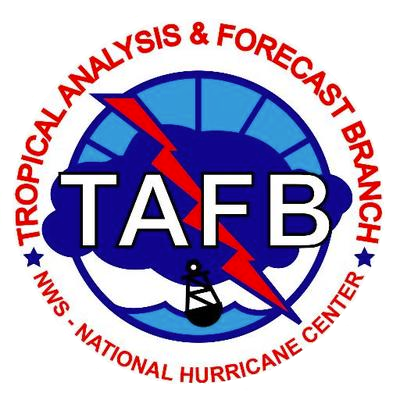 TROPICAL ANALYSIS & FORECAST BRANCH
TAFB
NWS - NATIONAL HURRICANE CENTER